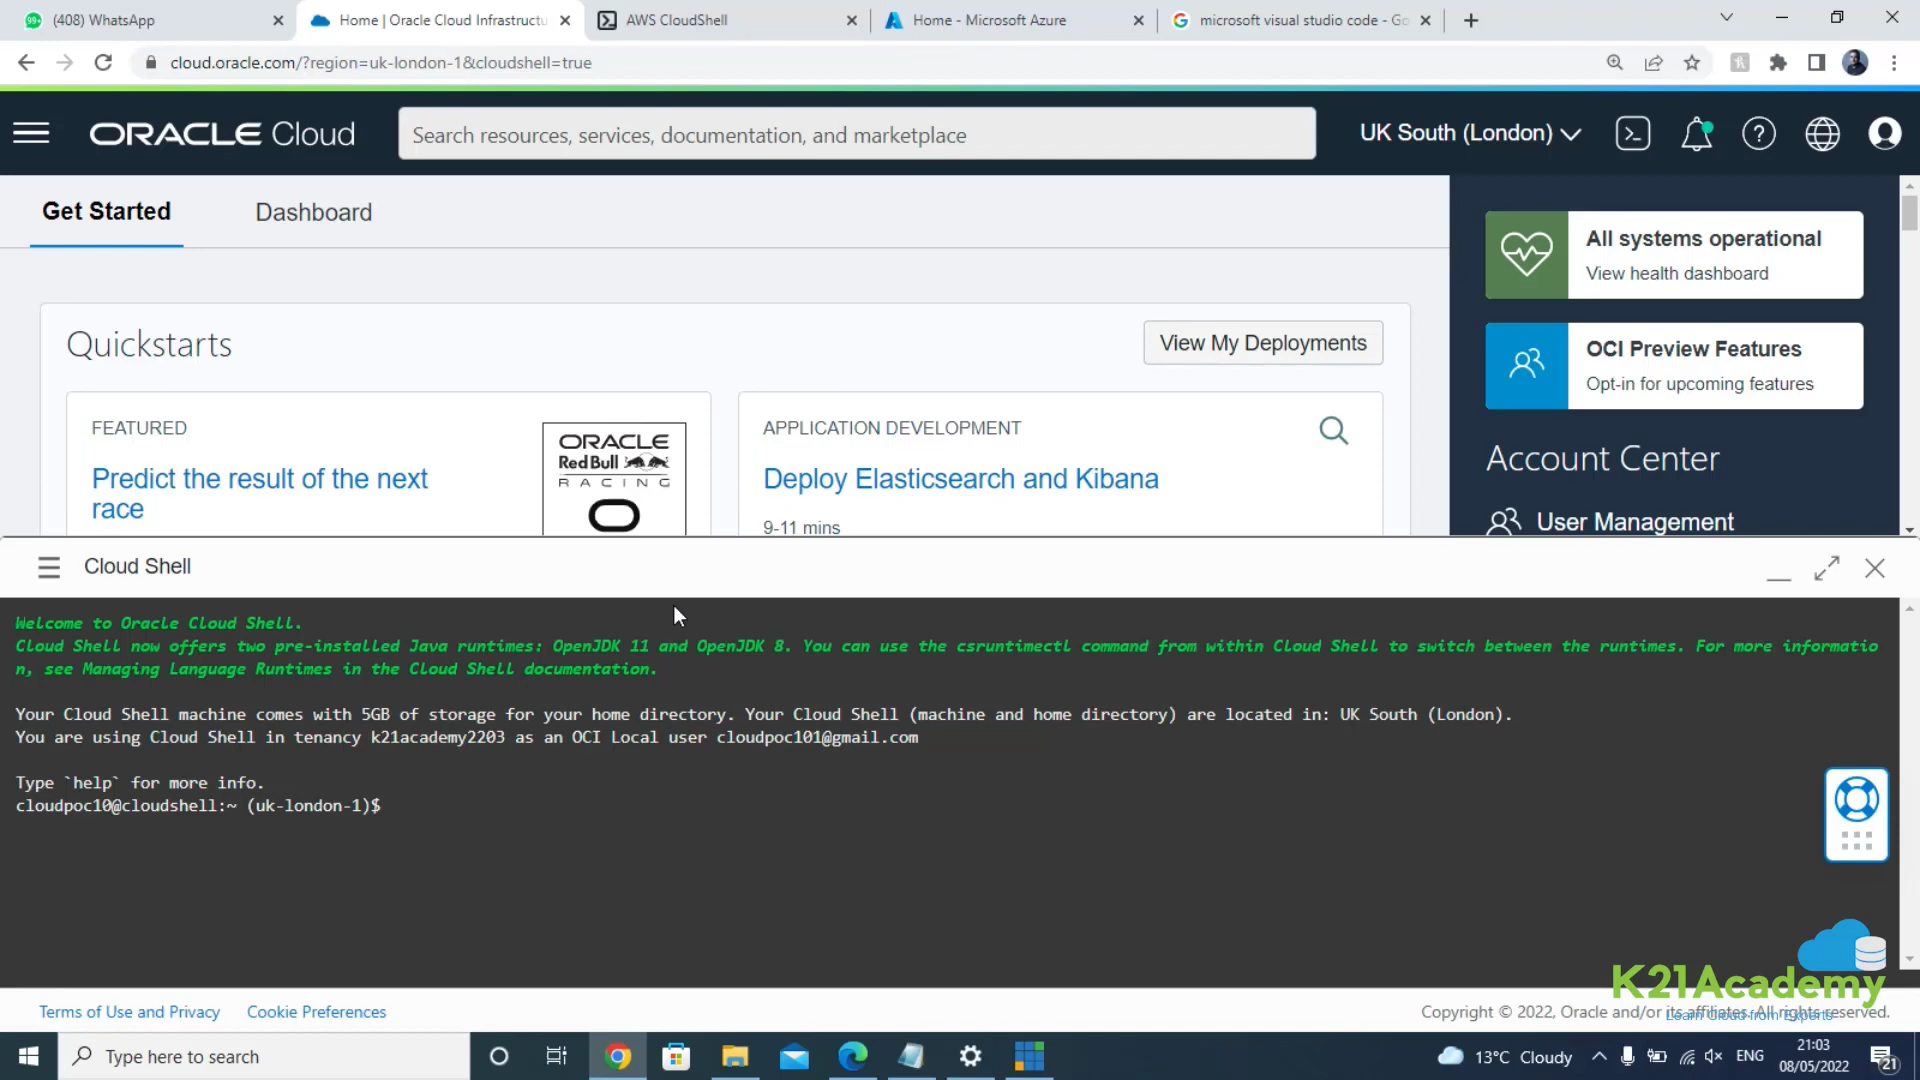 (408) WhatsApp
Home | Oracle Cloud Infrastructu
AWS CloudShell
Home - Microsoft Azure
microsoft visual studio code - Go
cloud.oracle.com/?region=uk-london-1&cloudshell=true
ORACLE Cloud
Search resources, services, documentation, and marketplace
UK South (London)
Get Started
Dashboard
All systems operational
View health dashboard
Quickstarts
View My Deployments
OCI Preview Features
Opt-in for upcoming features
FEATURED
Predict the result of the next
race
ORACLE
Red Bull
RACING
APPLICATION DEVELOPMENT
Deploy Elasticsearch and Kibana
9-11 mins
Account Center
User Management
Cloud Shell
Welcome to Oracle Cloud Shell.
Cloud Shell now offers two pre-installed Java runtimes: OpenJDK 11 and OpenJDK 8. You can use the csruntimectl command from within Cloud Shell to switch between the runtimes. For more informatio
n, see Managing Language Runtimes in the Cloud Shell documentation.
Your Cloud Shell machine comes with 5GB of storage for your home directory. Your Cloud Shell (machine and home directory) are located in: UK South (London).
You are using Cloud Shell in tenancy k21academy2203 as an OCI Local user cloudpoc101@gmail.com
Type `help` for more info.
cloudpoc10@cloudshell:~ (uk-london-1)$
K21Academy
Learn Cloud from Experts
Terms of Use and Privacy
Cookie Preferences
Copyright © 2022, Oracle and/or its affiliates. All rights reserved.
Type here to search
13°C Cloudy
ENG
21:03
08/05/2022
21